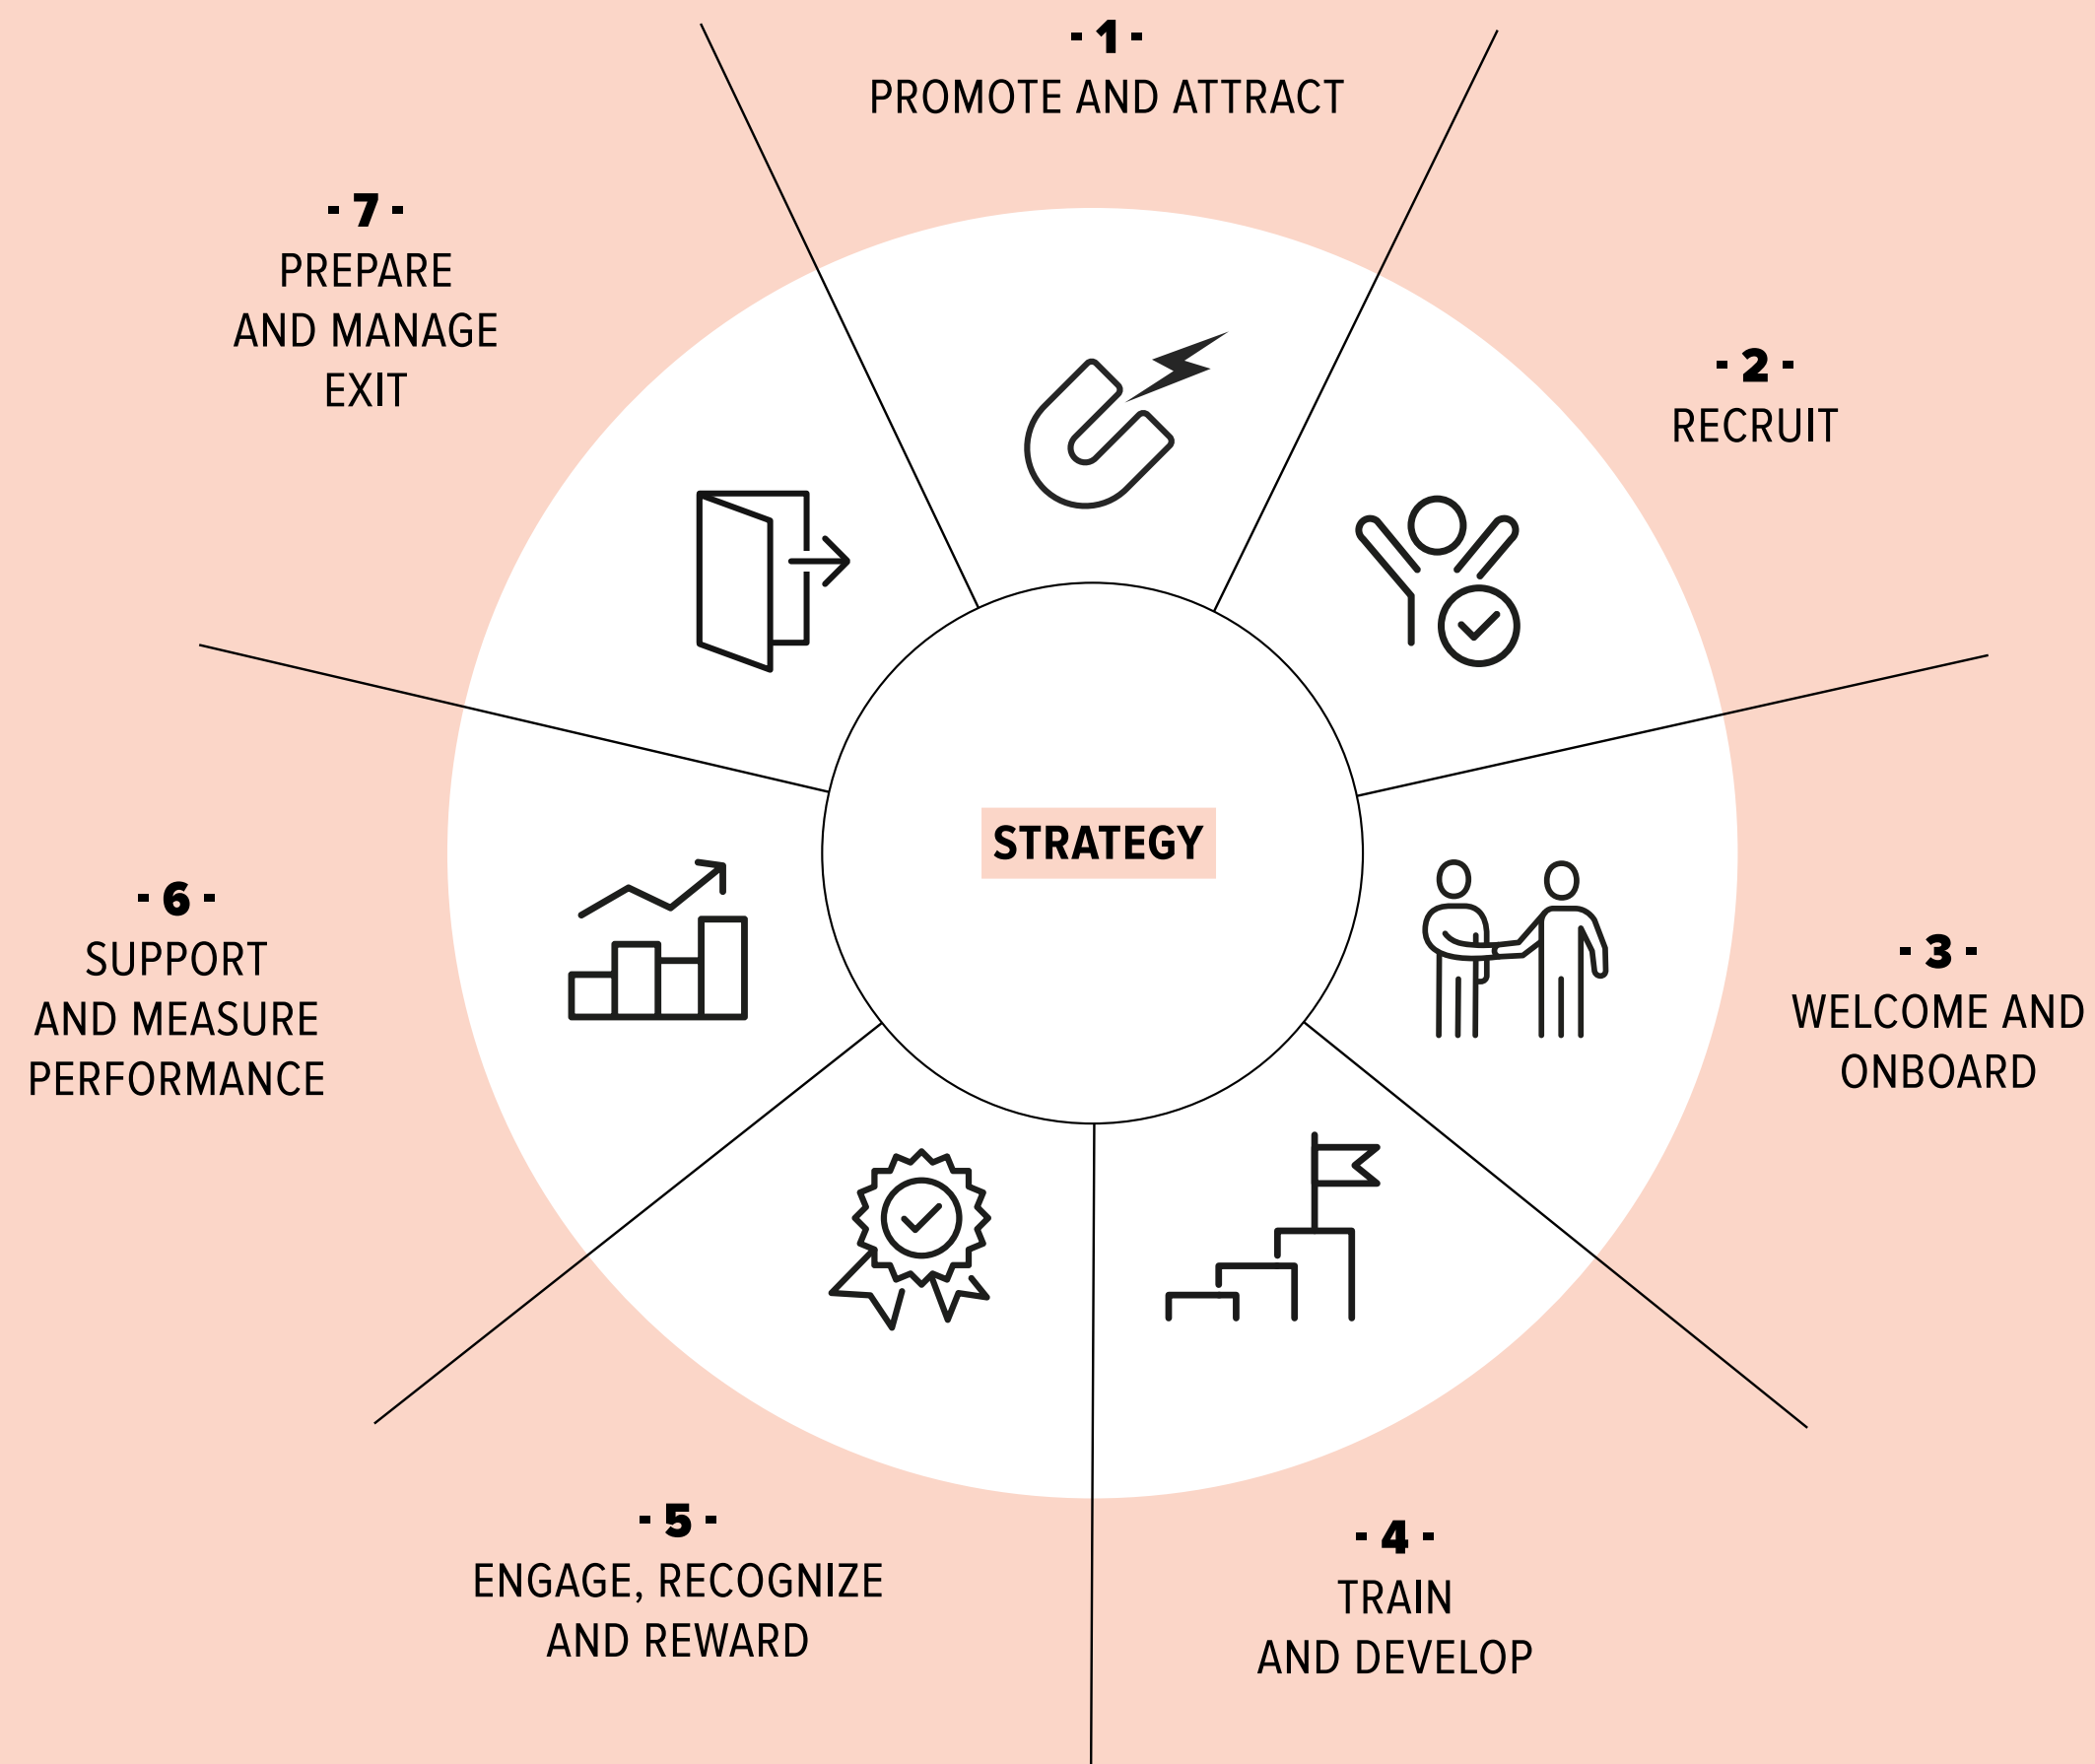 - 1 -
PROMOTE AND ATTRACT
- 2 -
RECRUIT
- 3 -
WELCOME AND
ONBOARD
- 4 -
TRAIN
AND DEVELOP
- 5 -
ENGAGE, RECOGNIZE
AND REWARD
- 6 -
SUPPORT
AND MEASURE
PERFORMANCE
- 7 -
PREPARE
AND MANAGE
EXIT
STRATEGY